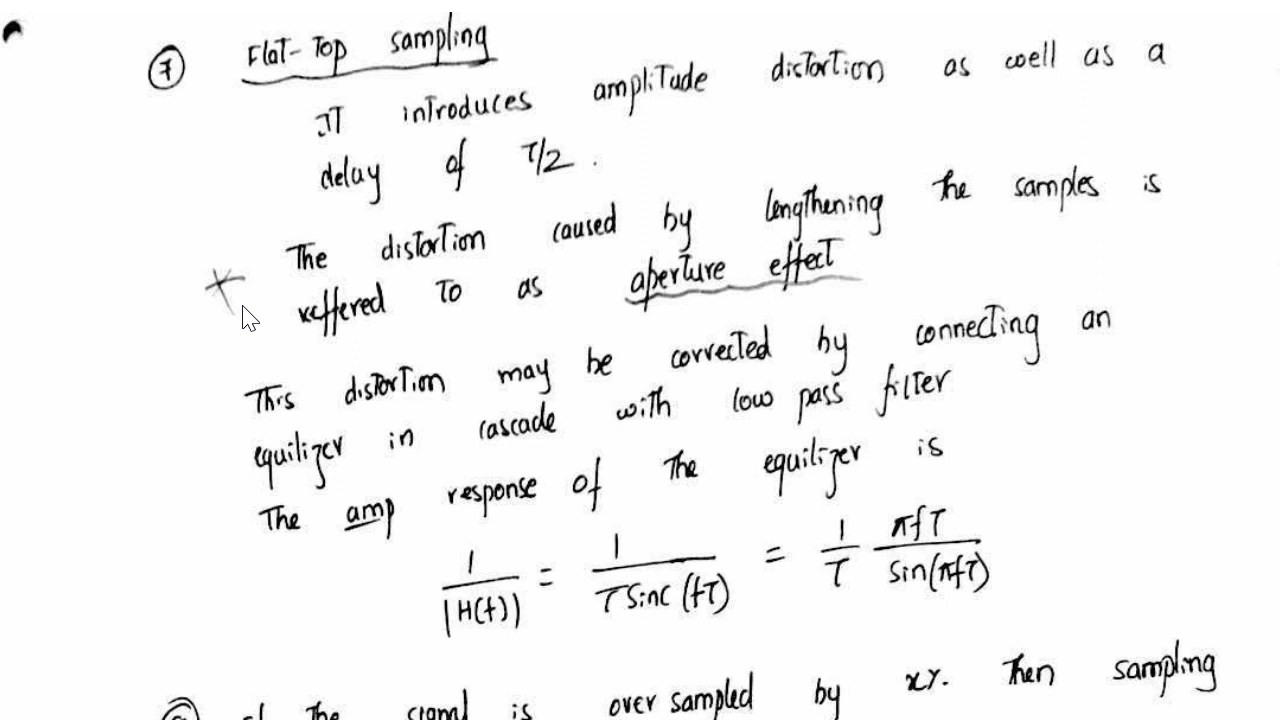 ⑦ Flat-Top sampling
It introduces amplitude distortion as well as a
delay of T/2.
The distortion caused by lengthening the samples is
* reffered to as aperture effect
This distortion may be corrected by connecting an
equilizer in cascade with low pass filter
The amp response of the equilizer is
1/|H(f)| = 1/(T sinc (fT)) = 1/T πfT/sin(πfT)
If the signal is over sampled by x%. Then sampling